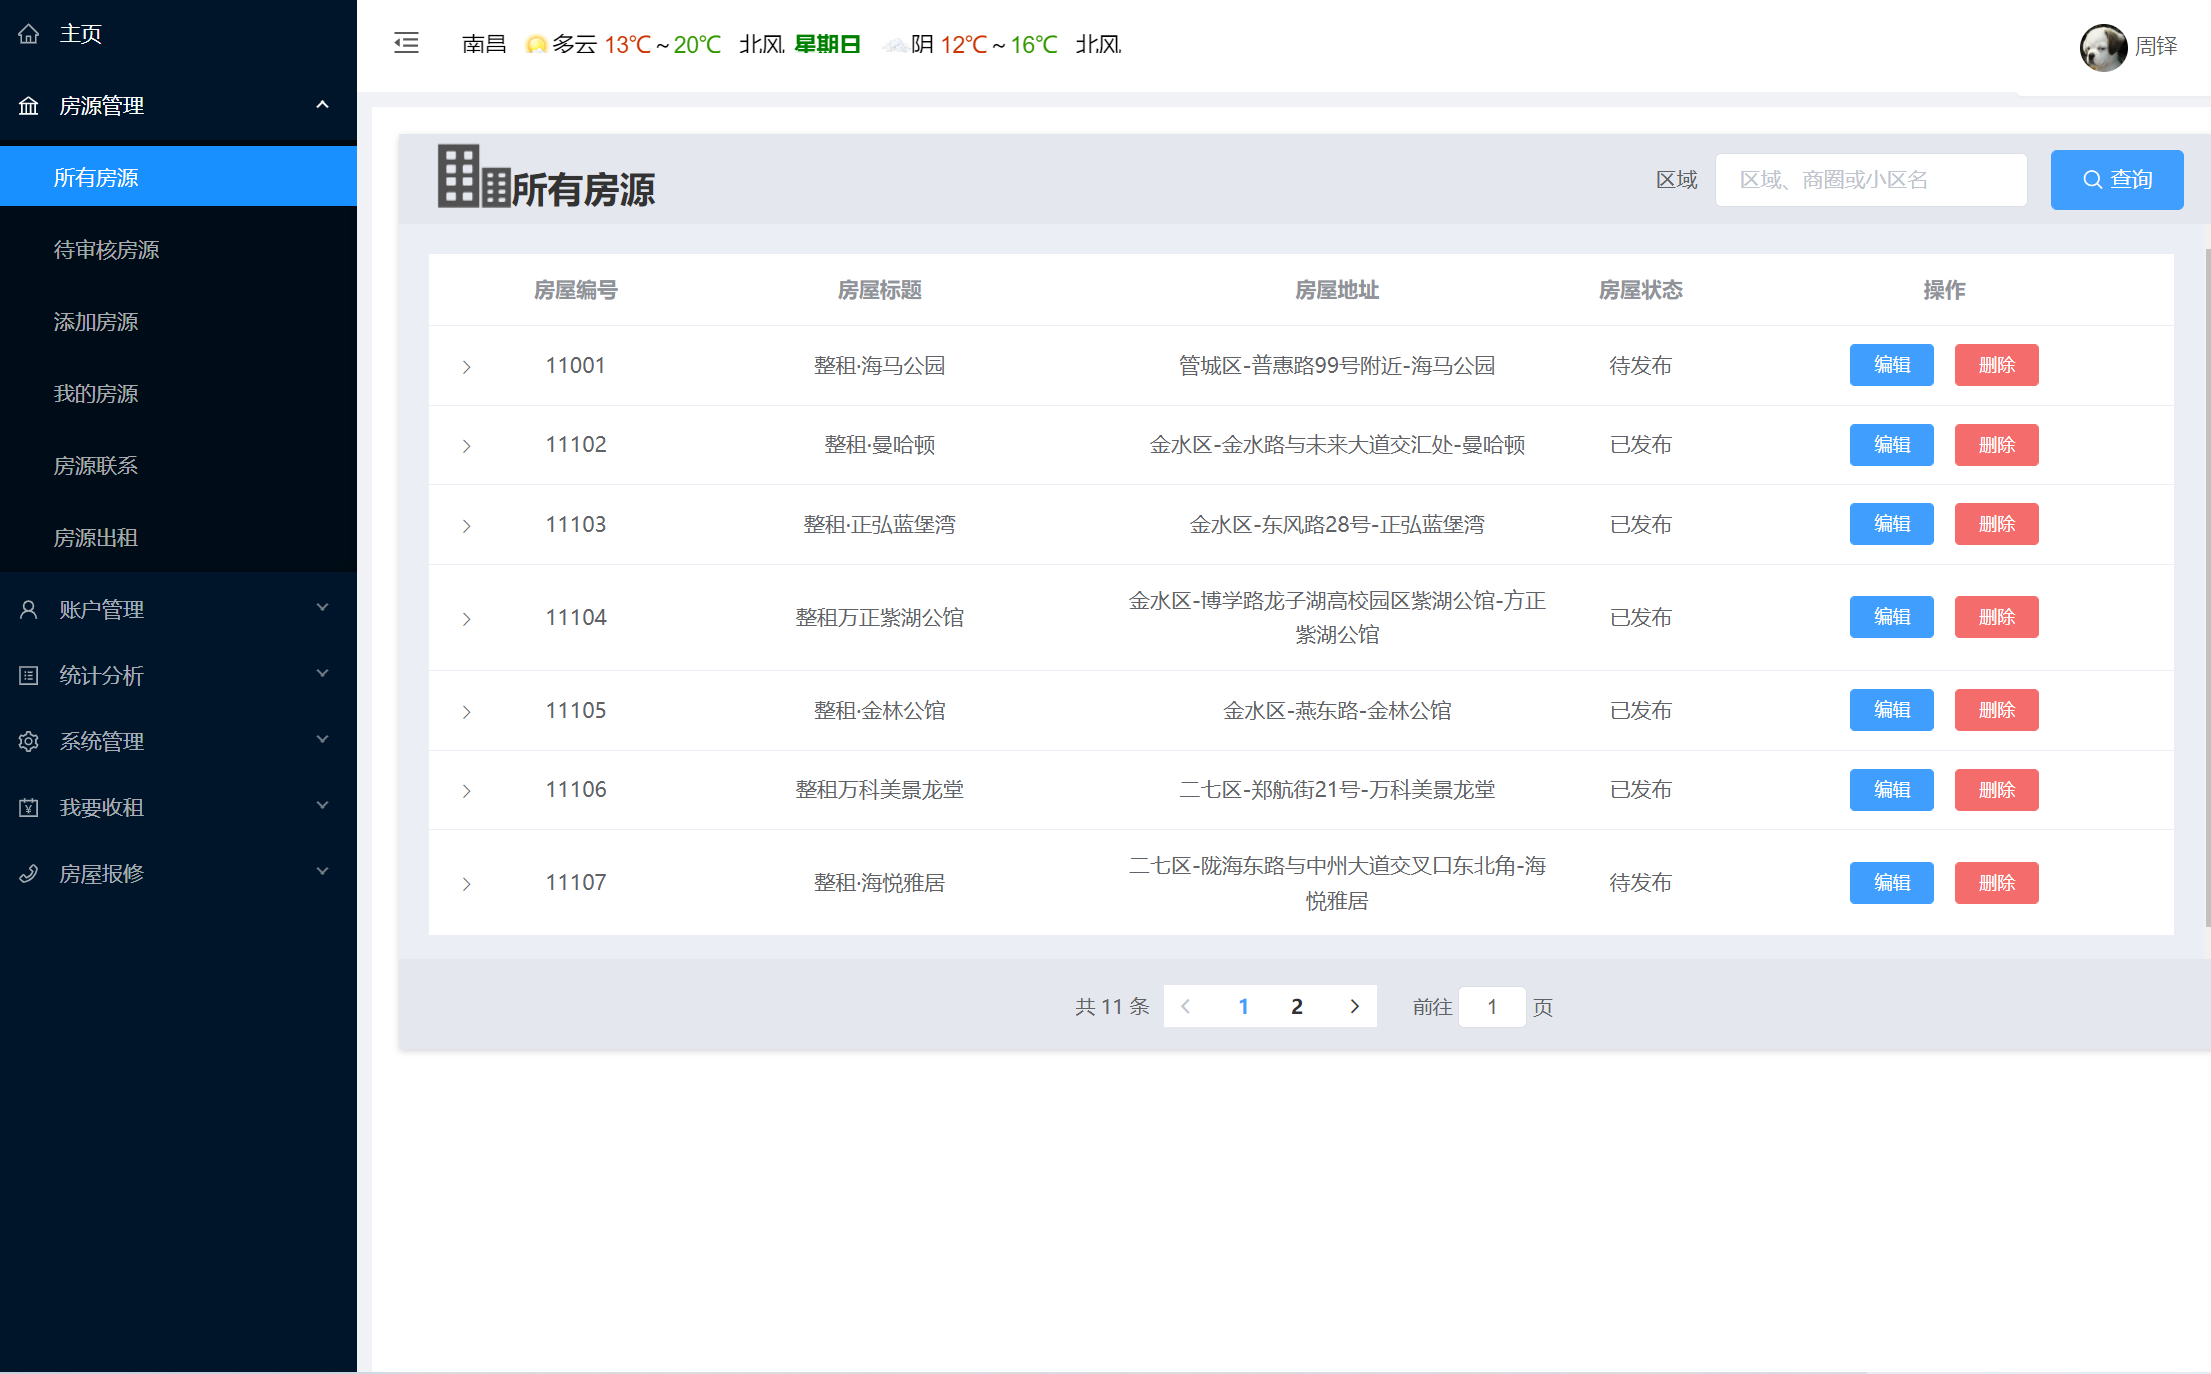 主页
房源管理
所有房源
待审核房源
添加房源
我的房源
房源联系
房源出租
账户管理
统计分析
系统管理
我要收租
房屋报修
南昌 多云 13℃ ~ 20℃ 北风 星期日 阴 12℃ ~ 16℃ 北风
周铎
所有房源
区域 区域、商圈或小区名 查询
房屋编号 房屋标题 房屋地址 房屋状态 操作
11001 整租·海马公园 管城区-普惠路99号附近-海马公园 待发布 编辑 删除
11102 整租·曼哈顿 金水区-金水路与未来大道交汇处-曼哈顿 已发布 编辑 删除
11103 整租·正弘蓝堡湾 金水区-东风路28号-正弘蓝堡湾 已发布 编辑 删除
11104 整租万正紫湖公馆 金水区-博学路龙子湖高校园区紫湖公馆-方正
紫湖公馆 已发布 编辑 删除
11105 整租·金林公馆 金水区-燕东路-金林公馆 已发布 编辑 删除
11106 整租万科美景龙堂 二七区-郑航街21号-万科美景龙堂 已发布 编辑 删除
11107 整租·海悦雅居 二七区-陇海东路与中州大道交叉口东北角-海
悦雅居 待发布 编辑 删除
共 11 条 1 2 前往 1 页